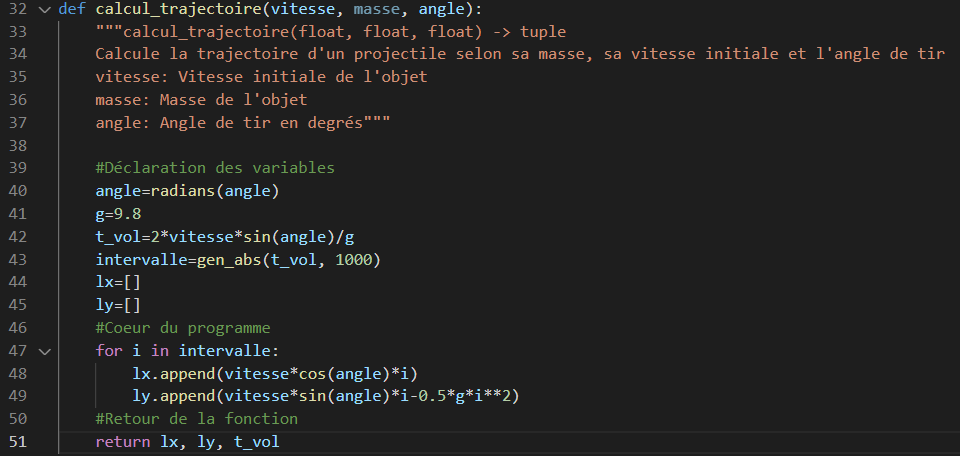 32 def calcul_trajectoire(vitesse, masse, angle):
33     """calcul_trajectoire(float, float, float) -> tuple
34     Calcule la trajectoire d'un projectile selon sa masse, sa vitesse initiale et l'angle de tir
35     vitesse: Vitesse initiale de l'objet
36     masse: Masse de l'objet
37     angle: Angle de tir en degrés"""
38
39     #Déclaration des variables
40     angle=radians(angle)
41     g=9.8
42     t_vol=2*vitesse*sin(angle)/g
43     intervalle=gen_abs(t_vol, 1000)
44     lx=[]
45     ly=[]
46     #Coeur du programme
47     for i in intervalle:
48         lx.append(vitesse*cos(angle)*i)
49         ly.append(vitesse*sin(angle)*i-0.5*g*i**2)
50     #Retour de la fonction
51     return lx, ly, t_vol